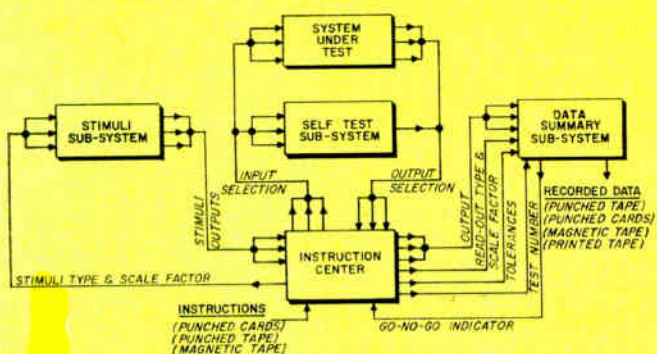 SYSTEM
UNDER
TEST
STIMULI
SUB-SYSTEM
SELF TEST
SUB-SYSTEM
DATA
SUMMARY
SUB-SYSTEM
INPUT
SELECTION
OUTPUT
SELECTION
STIMULI
OUTPUTS
OUTPUT
READ-OUT TYPE &
SCALE FACTOR
TOLERANCES
TEST NUMBER
RECORDED DATA
(PUNCHED TAPE)
(PUNCHED CARDS)
(MAGNETIC TAPE)
(PRINTED TAPE)
INSTRUCTION
CENTER
STIMULI TYPE & SCALE FACTOR
INSTRUCTIONS
(PUNCHED CARDS)
(PUNCHED TAPE)
(MAGNETIC TAPE)
GO-NO-GO INDICATOR